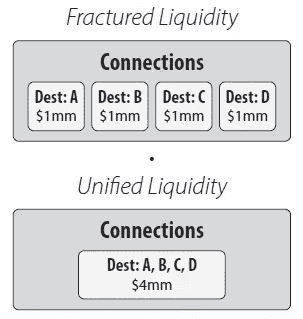 Fractured Liquidity
Connections
Dest: A Dest: B Dest: C Dest: D
$1mm $1mm $1mm $1mm
Unified Liquidity
Connections
Dest: A, B, C, D
$4mm